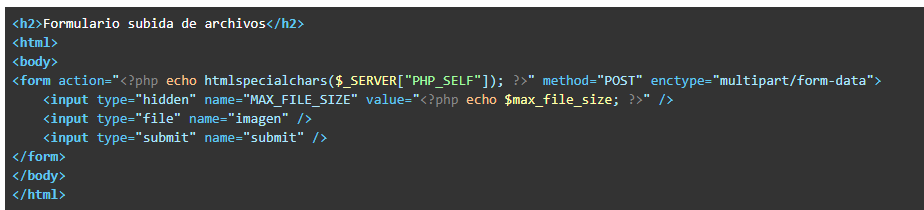 <h2>Formulario subida de archivos</h2>
<html>
<body>
<form action="<?php echo htmlspecialchars($_SERVER["PHP_SELF"]); ?>" method="POST" enctype="multipart/form-data">
    <input type="hidden" name="MAX_FILE_SIZE" value="<?php echo $max_file_size; ?>" />
    <input type="file" name="imagen" />
    <input type="submit" name="submit" />
</form>
</body>
</html>